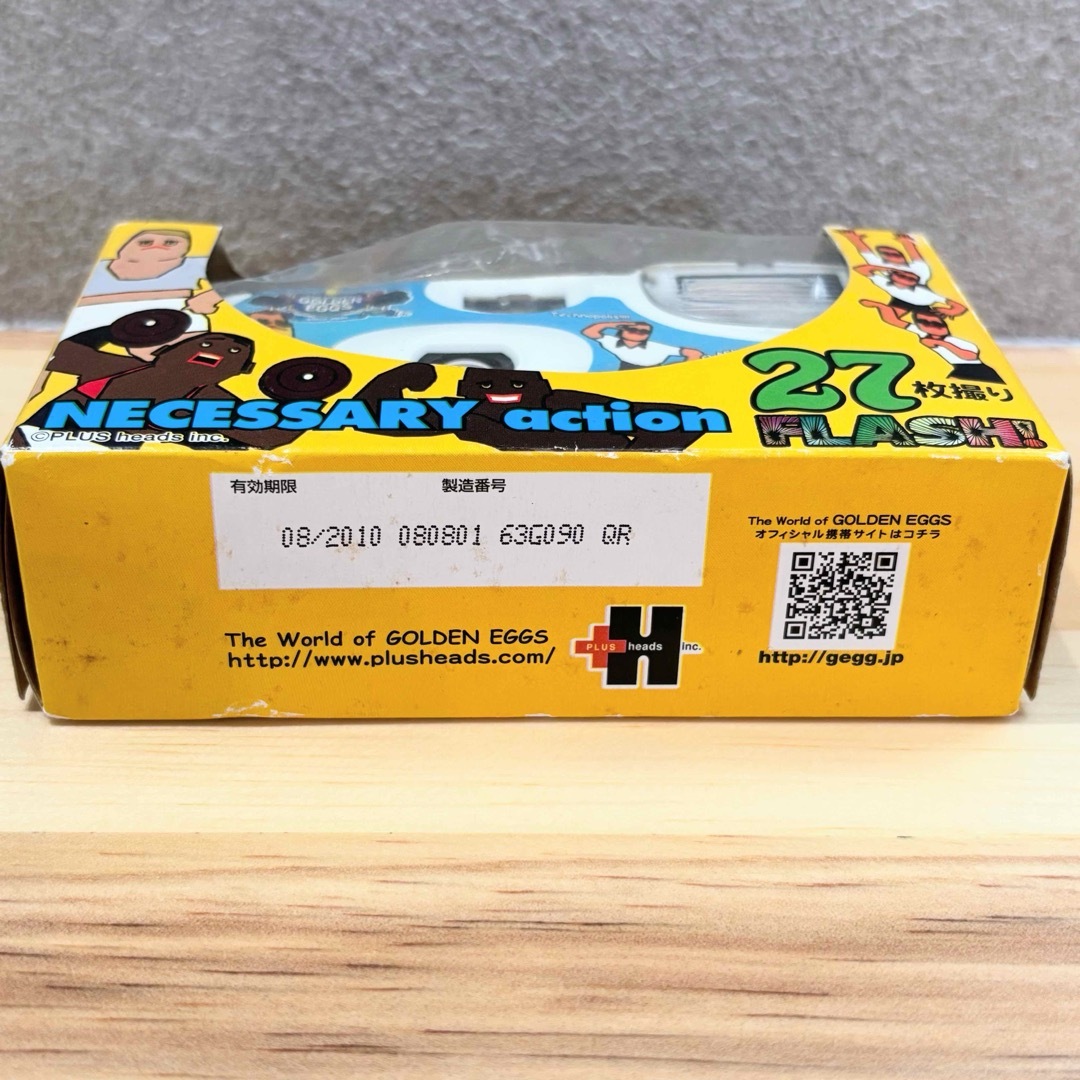 GOLDEN
EGGS
NECESSARY action
©PLUS heads inc.
27枚撮り
FLASH!
有効期限 製造番号
08/2010 080801 63G090 QR
The World of GOLDEN EGGS
オフィシャル携帯サイトはコチラ
http://gegg.jp
The World of GOLDEN EGGS
http://www.plusheads.com/
PLUS heads inc.
H